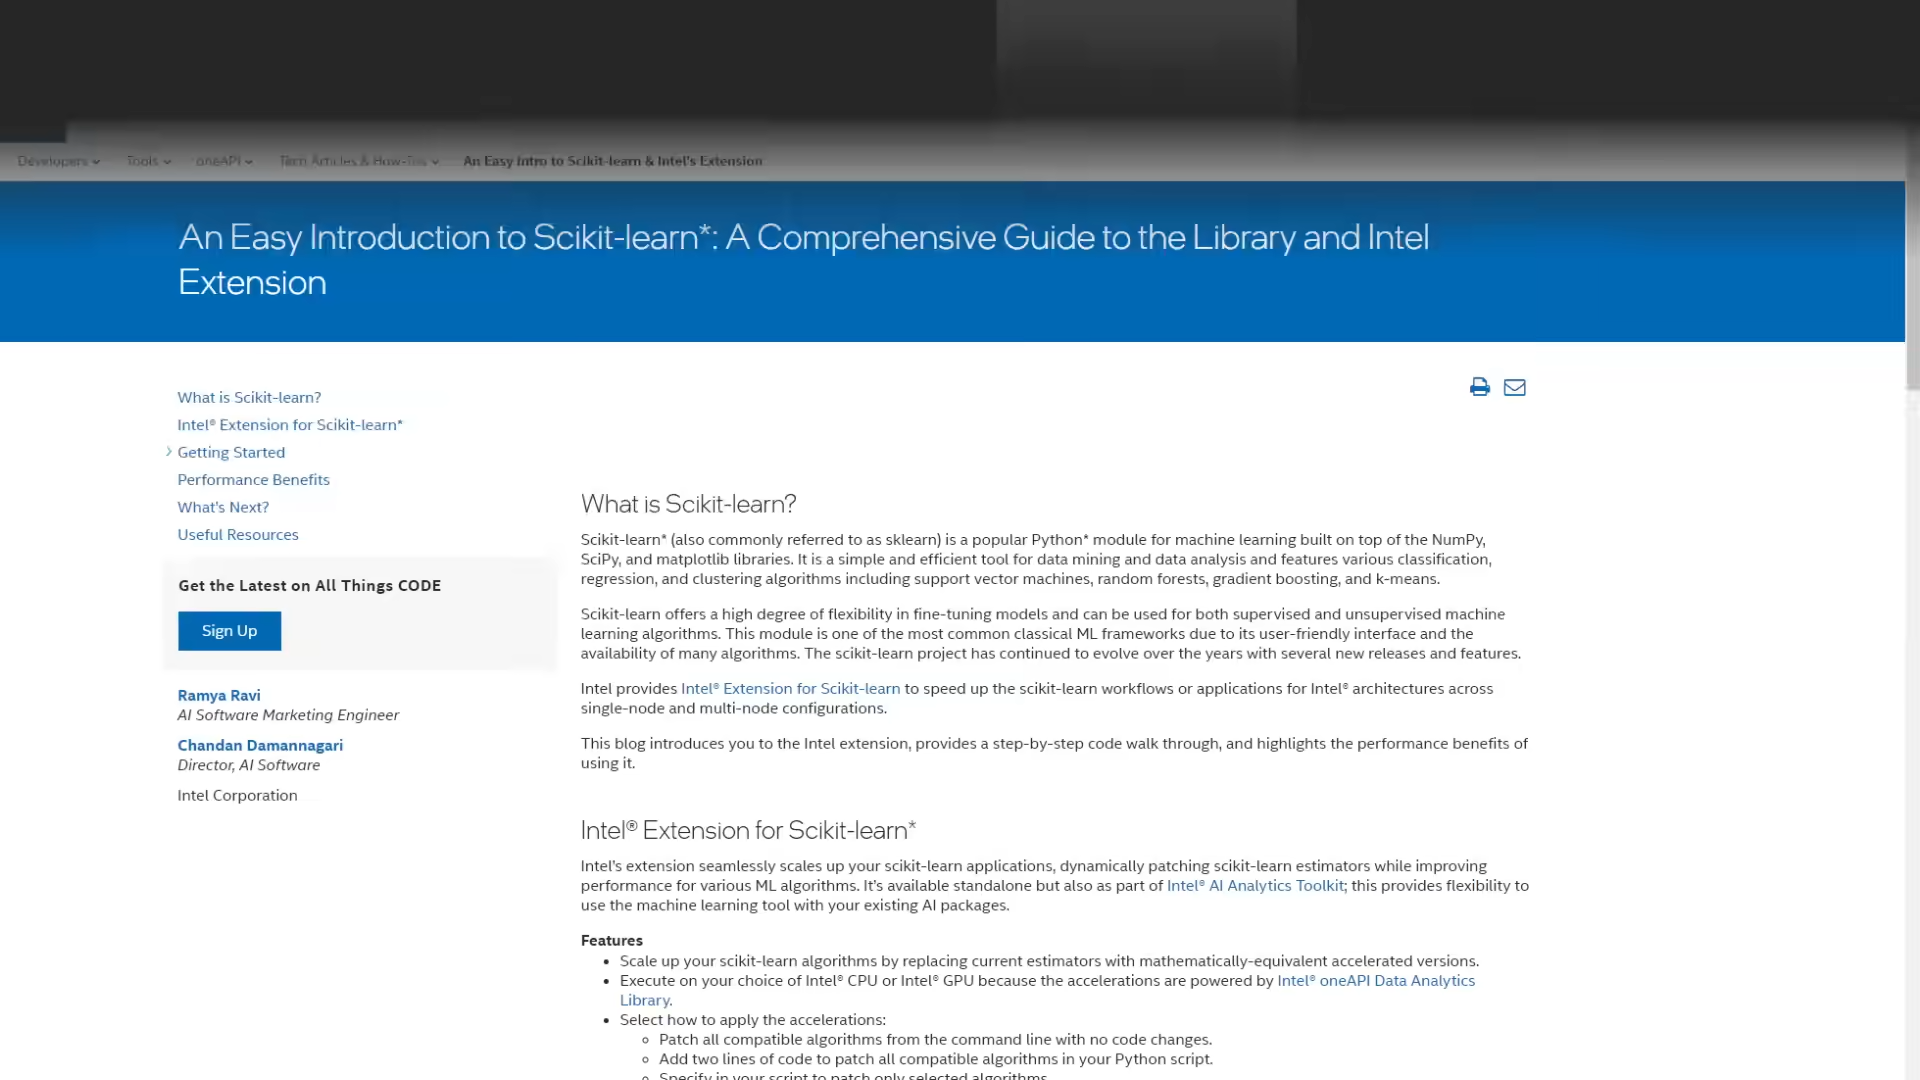 Developers Tools oneAPI Tech Articles & How-Tos An Easy Intro to Scikit-learn & Intel's Extension
An Easy Introduction to Scikit-learn*: A Comprehensive Guide to the Library and Intel
Extension
What is Scikit-learn?
Intel® Extension for Scikit-learn*
Getting Started
Performance Benefits
What's Next?
Useful Resources
Get the Latest on All Things CODE
Sign Up
Ramya Ravi
AI Software Marketing Engineer
Chandan Damannagari
Director, AI Software
Intel Corporation
What is Scikit-learn?
Scikit-learn* (also commonly referred to as sklearn) is a popular Python* module for machine learning built on top of the NumPy,
SciPy, and matplotlib libraries. It is a simple and efficient tool for data mining and data analysis and features various classification,
regression, and clustering algorithms including support vector machines, random forests, gradient boosting, and k-means.
Scikit-learn offers a high degree of flexibility in fine-tuning models and can be used for both supervised and unsupervised machine
learning algorithms. This module is one of the most common classical ML frameworks due to its user-friendly interface and the
availability of many algorithms. The scikit-learn project has continued to evolve over the years with several new releases and features.
Intel provides Intel® Extension for Scikit-learn to speed up the scikit-learn workflows or applications for Intel® architectures across
single-node and multi-node configurations.
This blog introduces you to the Intel extension, provides a step-by-step code walk through, and highlights the performance benefits of
using it.
Intel® Extension for Scikit-learn*
Intel's extension seamlessly scales up your scikit-learn applications, dynamically patching scikit-learn estimators while improving
performance for various ML algorithms. It's available standalone but also as part of Intel® AI Analytics Toolkit; this provides flexibility to
use the machine learning tool with your existing AI packages.
Features
• Scale up your scikit-learn algorithms by replacing current estimators with mathematically-equivalent accelerated versions.
• Execute on your choice of Intel® CPU or Intel® GPU because the accelerations are powered by Intel® oneAPI Data Analytics
Library.
• Select how to apply the accelerations:
◦ Patch all compatible algorithms from the command line with no code changes.
◦ Add two lines of code to patch all compatible algorithms in your Python script.
◦ Specify in your script to patch only selected algorithms.